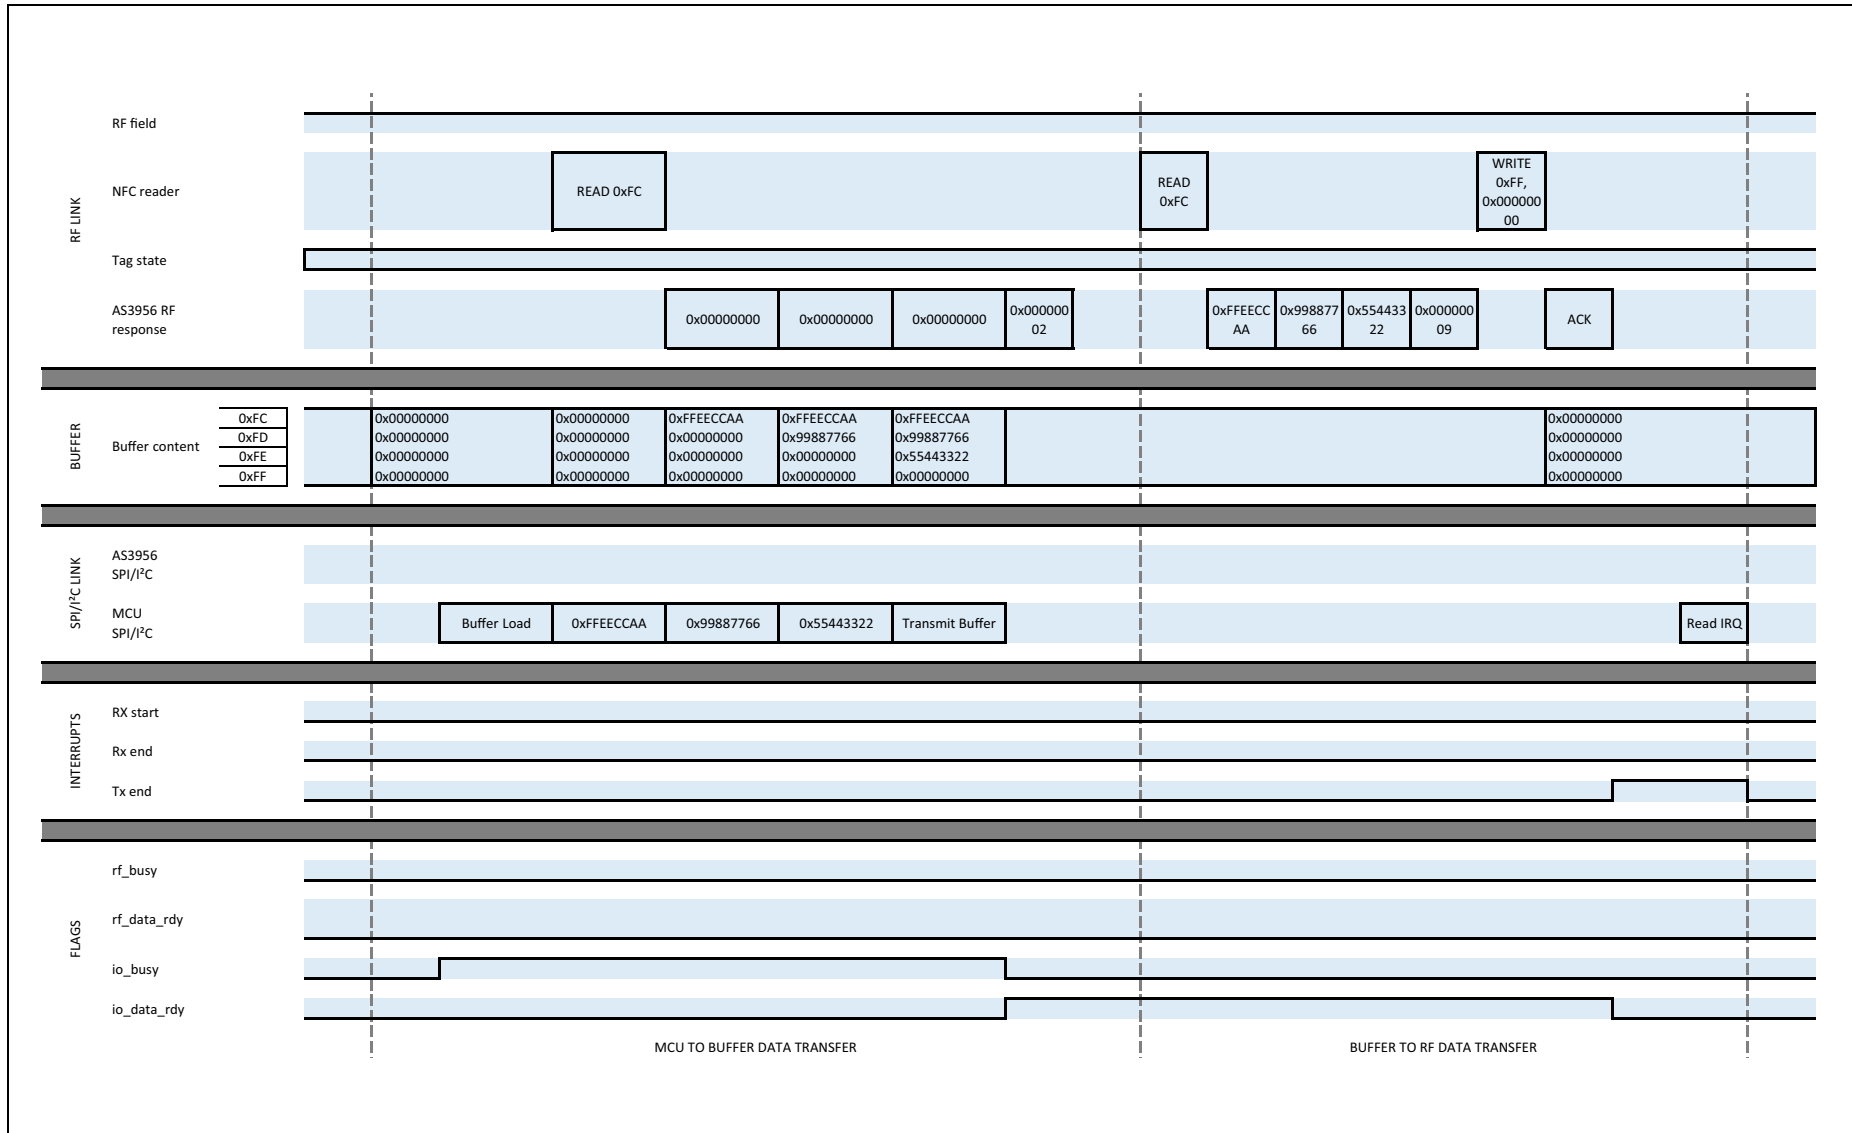 RF LINK
RF field
NFC reader
READ 0xFC
READ
0xFC
WRITE
0xFF,
0x000000
00
Tag state
AS3956 RF
response
0x00000000
0x00000000
0x00000000
0x000000
02
0xFFEECC
AA
0x998877
66
0x554433
22
0x000000
09
ACK
BUFFER
Buffer content
0xFC
0xFD
0xFE
0xFF
0x00000000
0x00000000
0x00000000
0x00000000
0x00000000
0x00000000
0x00000000
0x00000000
0xFFEECCAA
0x00000000
0x00000000
0x00000000
0xFFEECCAA
0x99887766
0x00000000
0x00000000
0xFFEECCAA
0x99887766
0x55443322
0x00000000
0x00000000
0x00000000
0x00000000
0x00000000
SPI/I²C LINK
AS3956
SPI/I²C
MCU
SPI/I²C
Buffer Load
0xFFEECCAA
0x99887766
0x55443322
Transmit Buffer
Read IRQ
INTERRUPTS
RX start
Rx end
Tx end
FLAGS
rf_busy
rf_data_rdy
io_busy
io_data_rdy
MCU TO BUFFER DATA TRANSFER
BUFFER TO RF DATA TRANSFER